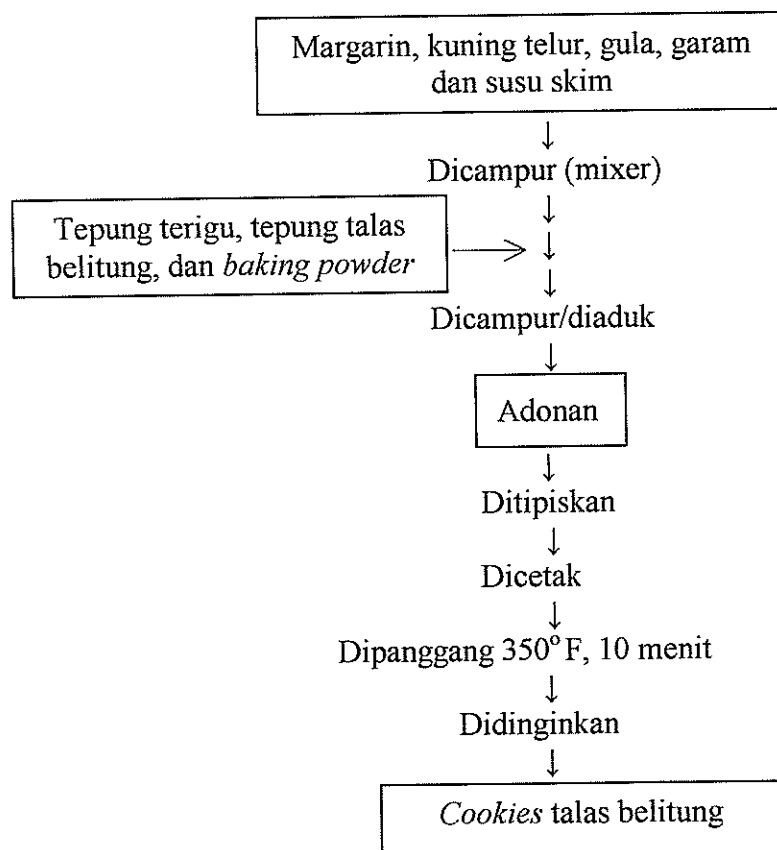 Margarin, kuning telur, gula, garam
dan susu skim
Dicampur (mixer)
Tepung terigu, tepung talas
belitung, dan baking powder
Dicampur/diaduk
Adonan
Ditipiskan
Dicetak
Dipanggang 350° F, 10 menit
Didinginkan
Cookies talas belitung